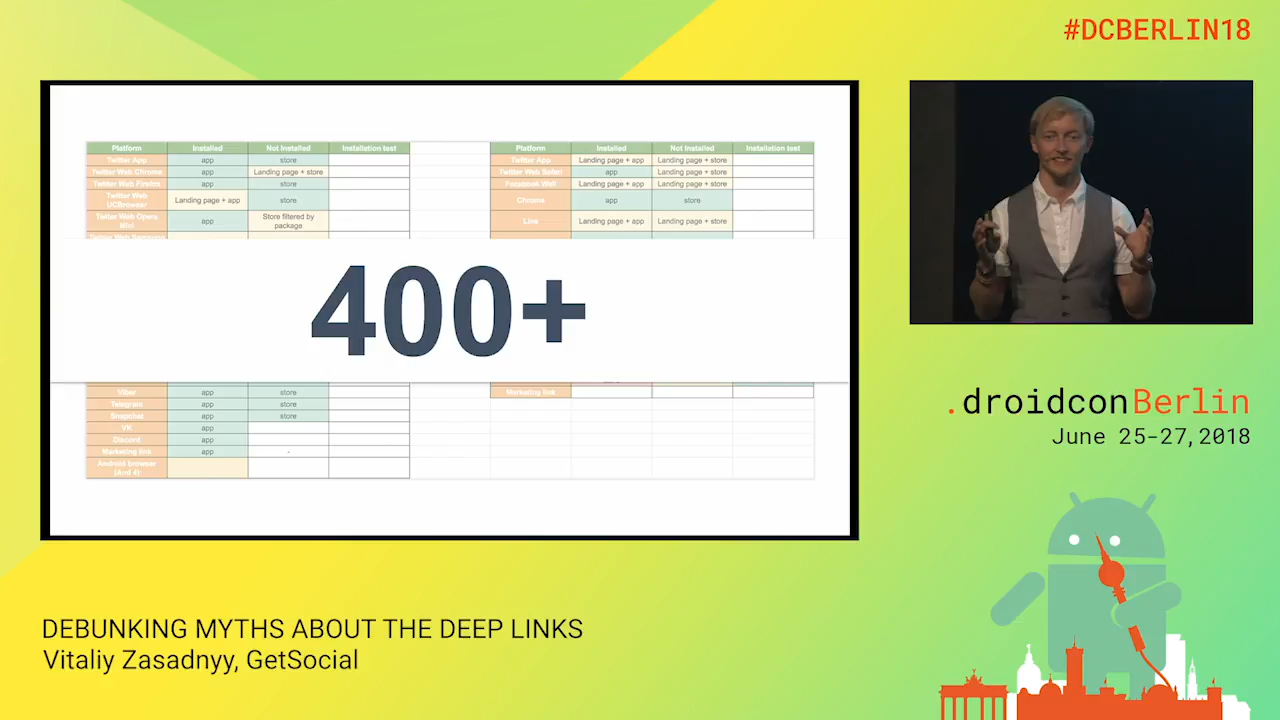 #DCBERLIN18
Platform Installed Not Installed Installation test
Twitter App app store
Twitter Web Chrome app Landing page + store
Twitter Web Firefox app store
Twitter Web UCBrowser Landing page + app store
Twitter Web Opera Mini app Store filtered by package
Platform Installed Not Installed Installation test
Twitter App Landing page + app Landing page + store
Twitter Web Safari app Landing page + store
Facebook Wall Landing page + app Landing page + store
Chrome app store
Line Landing page + app Landing page + store
400+
Viber app store
Telegram app store
Snapchat app store
VK app
Discord app
Marketing link app -
Android browser (And 4)
Marketing link
.droidconBerlin
June 25-27,2018
DEBUNKING MYTHS ABOUT THE DEEP LINKS
Vitaliy Zasadnyy, GetSocial